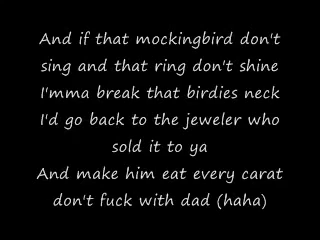 And if that mockingbird don't
sing and that ring don't shine
I'mma break that birdies neck
I'd go back to the jeweler who
sold it to ya
And make him eat every carat
don't fuck with dad (haha)